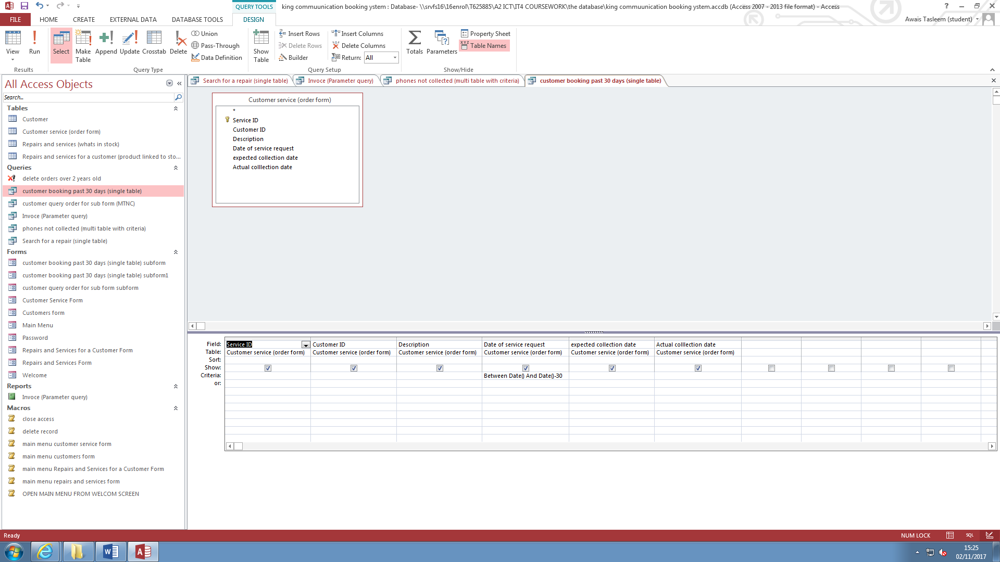 QUERY TOOLS
king commuunication booking ystem : Database- \\srvfs16\16enrol\T625885\A2 ICT\IT4 COURSEWORK\the database\king commuunication booking ystem.accdb (Access 2007 - 2013 file format) - Access
FILE HOME CREATE EXTERNAL DATA DATABASE TOOLS DESIGN
Awais Tasleem (student)
View
Run
Results
Select
Make Table
Append
Update
Crosstab
Delete
Union
Pass-Through
Data Definition
Query Type
Show Table
Insert Rows
Delete Rows
Builder
Insert Columns
Delete Columns
Return: All
Query Setup
Totals
Parameters
Property Sheet
Table Names
Show/Hide
All Access Objects
Search...
Tables
Customer
Customer service (order form)
Repairs and services (whats in stock)
Repairs and services for a customer (product linked to sto...
Queries
delete orders over 2 years old
customer booking past 30 days (single table)
customer query order for sub form (MTNC)
Invoce (Parameter query)
phones not collected (multi table with criteria)
Search for a repair (single table)
Forms
customer booking past 30 days (single table) subform
customer booking past 30 days (single table) subform1
customer query order for sub form subform
Customer Service Form
Customers form
Main Menu
Password
Repairs and Services for a Customer Form
Repairs and Services Form
Welcome
Reports
Invoce (Parameter query)
Macros
close access
delete record
main menu customer service form
main menu customers form
main menu Repairs and Services for a Customer Form
main menu repairs and services form
OPEN MAIN MENU FROM WELCOM SCREEN
Search for a repair (single table)
Invoce (Parameter query)
phones not collected (multi table with criteria)
customer booking past 30 days (single table)
Customer service (order form)
*
Service ID
Customer ID
Description
Date of service request
expected collection date
Actual colllection date
Field: Service ID Customer ID Description Date of service request expected collection date Actual colllection date
Table: Customer service (order form) Customer service (order form) Customer service (order form) Customer service (order form) Customer service (order form) Customer service (order form)
Sort:
Show:
Criteria: Between Date() And Date()-30
or:
Ready
NUM LOCK
SQL
15:25
02/11/2017